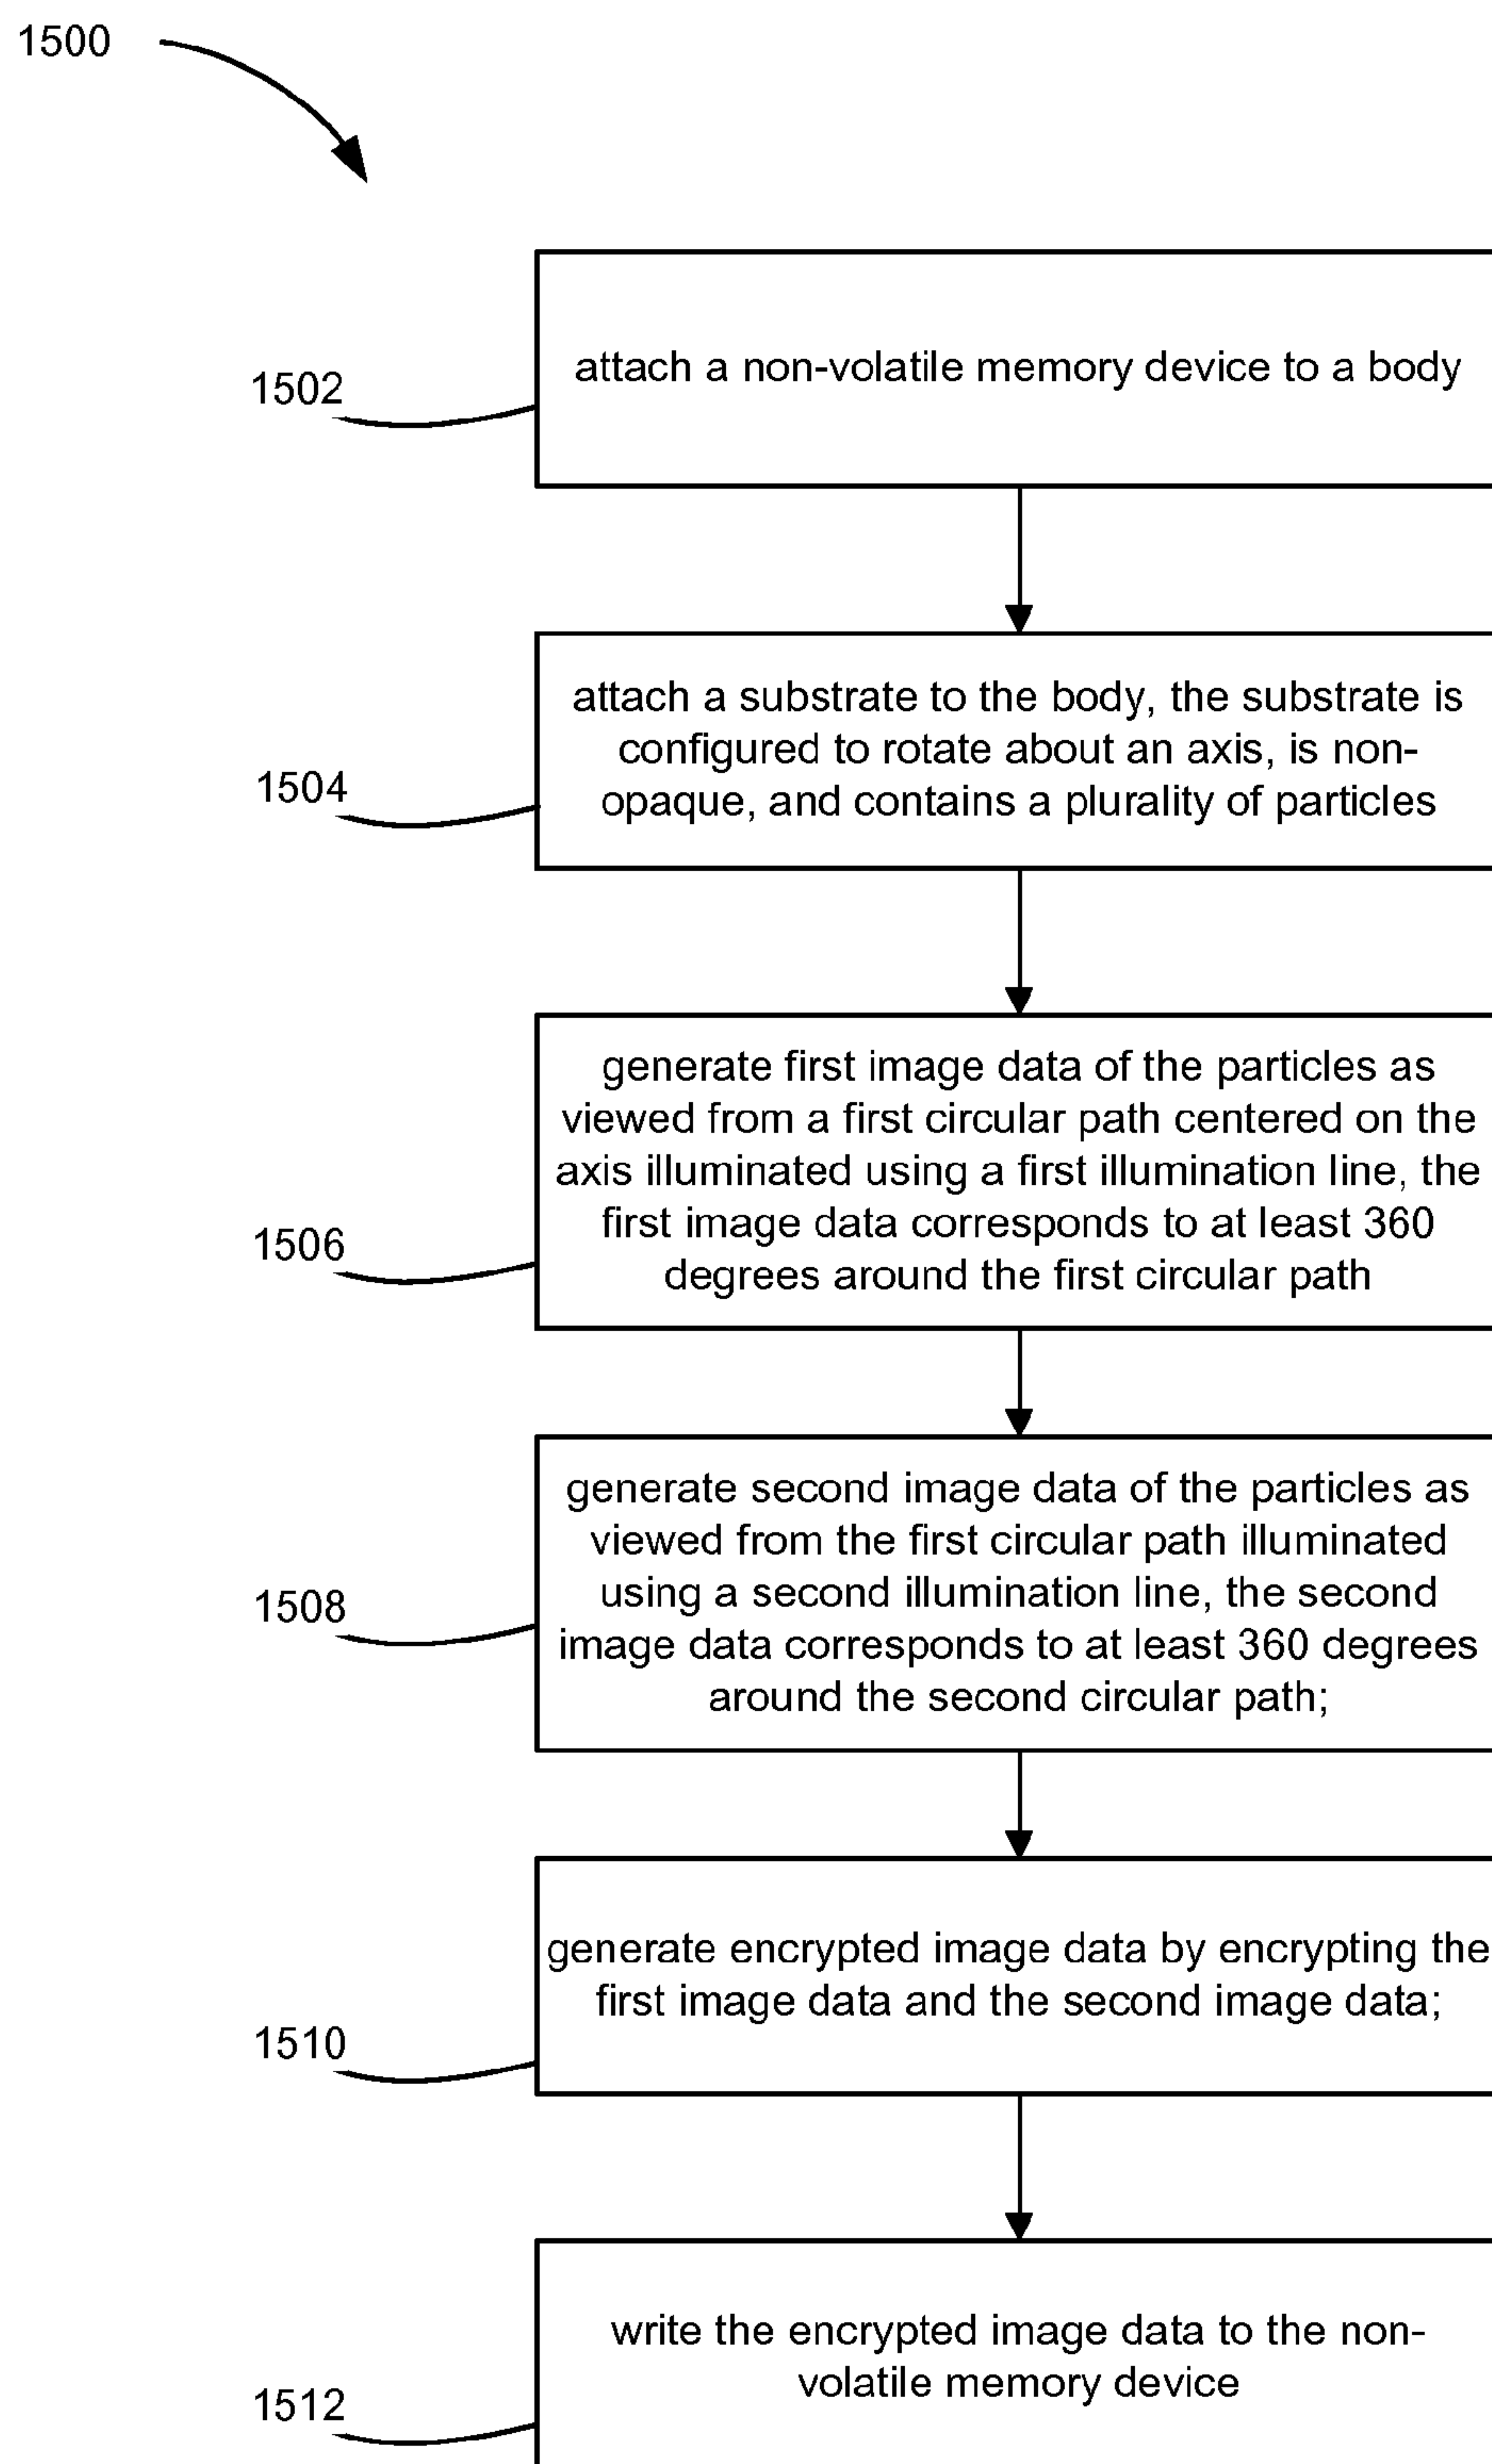 1500
1502
attach a non-volatile memory device to a body
1504
attach a substrate to the body, the substrate is
configured to rotate about an axis, is non-
opaque, and contains a plurality of particles
1506
generate first image data of the particles as
viewed from a first circular path centered on the
axis illuminated using a first illumination line, the
first image data corresponds to at least 360
degrees around the first circular path
1508
generate second image data of the particles as
viewed from the first circular path illuminated
using a second illumination line, the second
image data corresponds to at least 360 degrees
around the second circular path;
1510
generate encrypted image data by encrypting the
first image data and the second image data;
1512
write the encrypted image data to the non-
volatile memory device